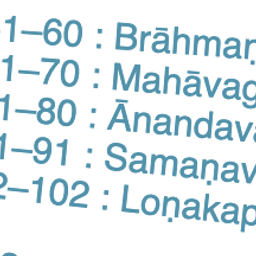 1–60 : Brāhmaṇ
1–70 : Mahāvag
1–80 : Ānandava
1–91 : Samaṇav
2–102 : Loṇakap